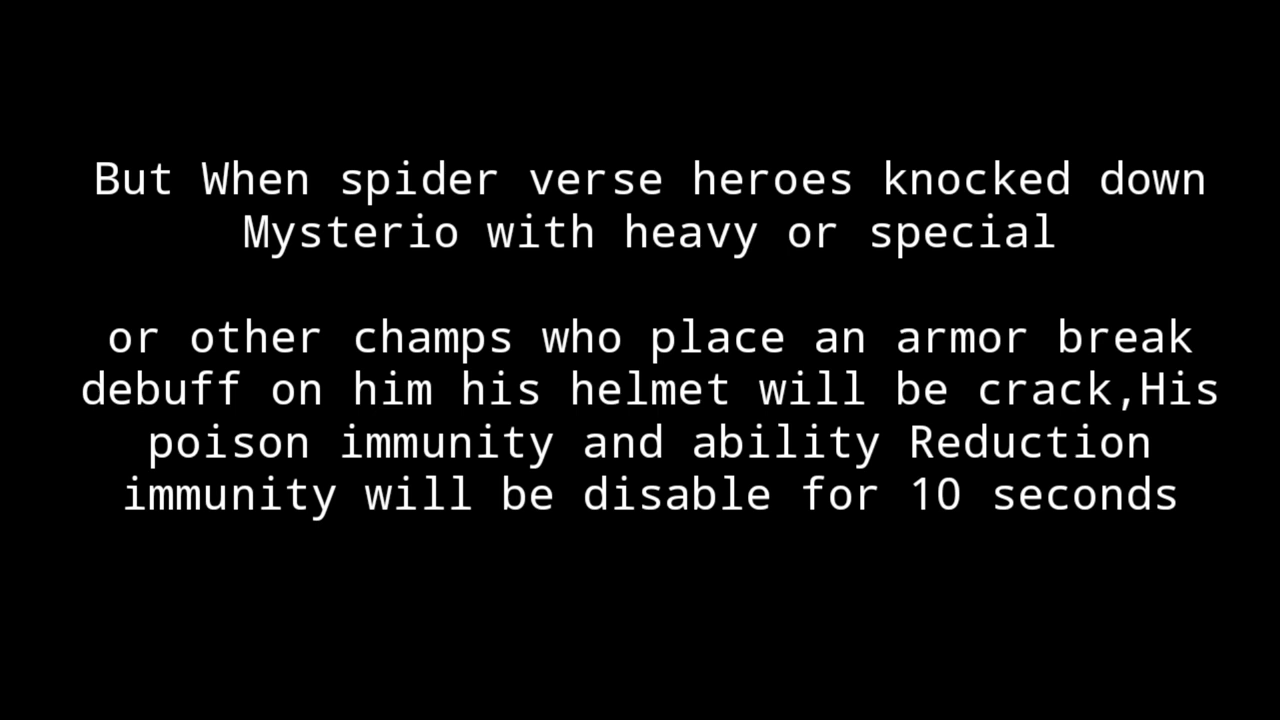 But When spider verse heroes knocked down
Mysterio with heavy or special
or other champs who place an armor break
debuff on him his helmet will be crack,His
poison immunity and ability Reduction
immunity will be disable for 10 seconds